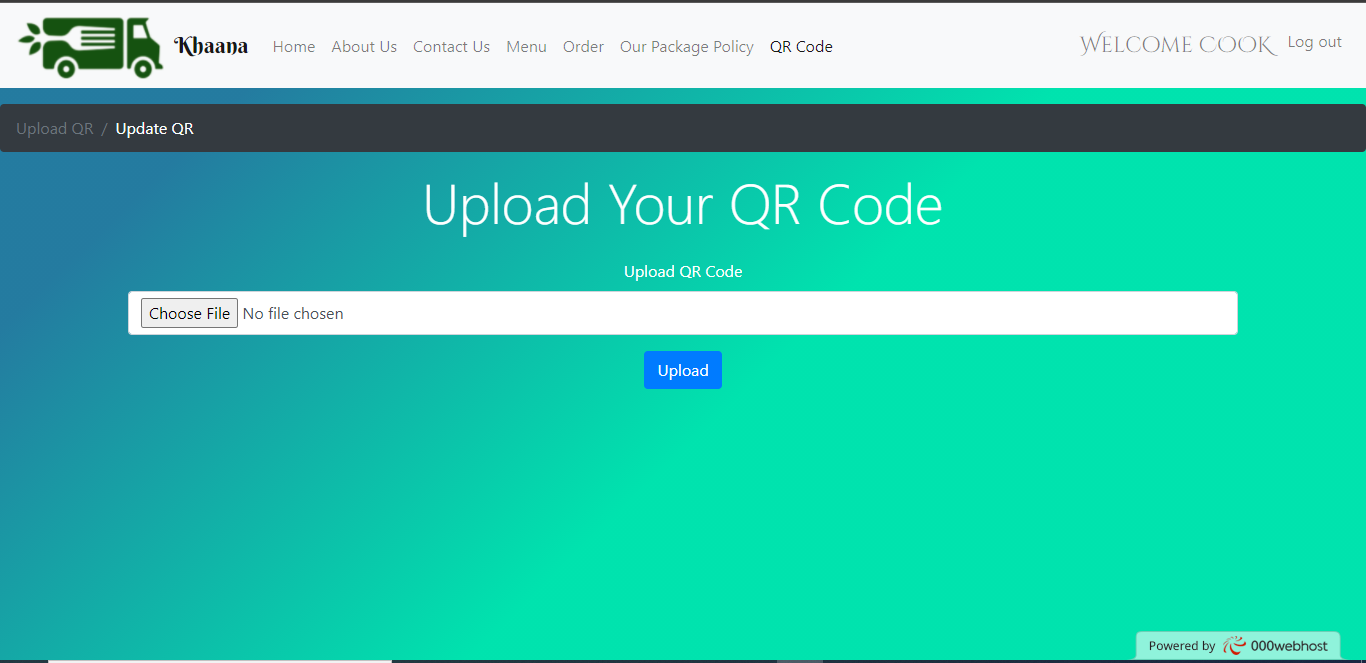 Khaana Home About Us Contact Us Menu Order Our Package Policy QR Code WELCOME COOK Log out
Upload QR / Update QR
Upload Your QR Code
Upload QR Code
Choose File No file chosen
Upload
Powered by 000webhost